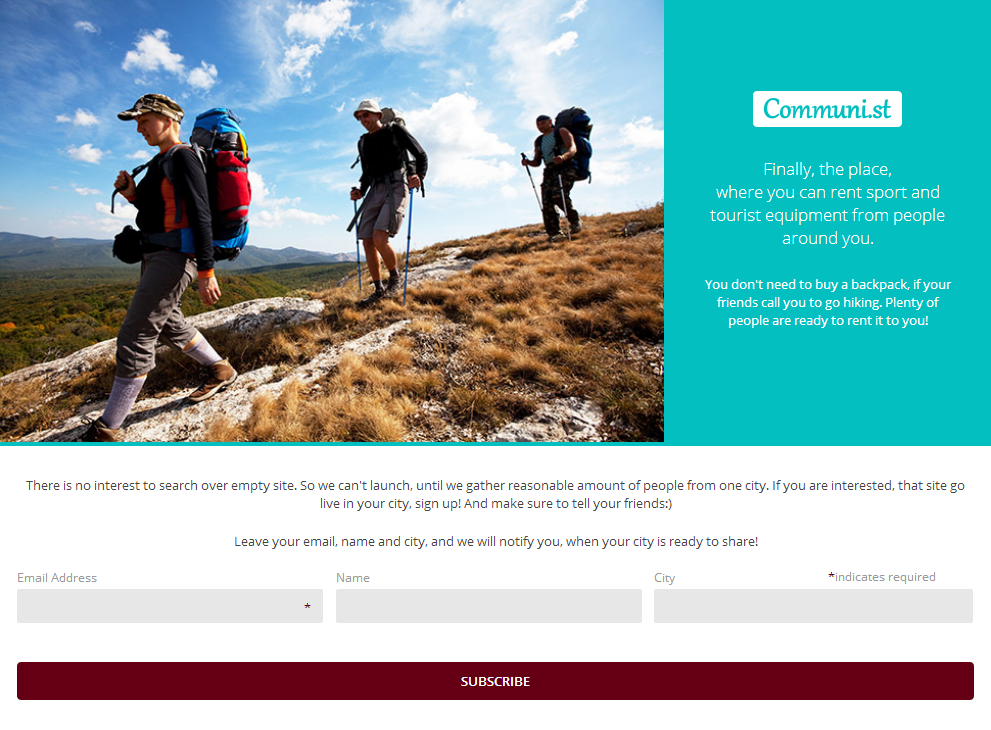 Communi.st
Finally, the place,
where you can rent sport and
tourist equipment from people
around you.
You don't need to buy a backpack, if your
friends call you to go hiking. Plenty of
people are ready to rent it to you!
There is no interest to search over empty site. So we can't launch, until we gather reasonable amount of people from one city. If you are interested, that site go
live in your city, sign up! And make sure to tell your friends:)
Leave your email, name and city, and we will notify you, when your city is ready to share!
Email Address Name City *indicates required
*
SUBSCRIBE